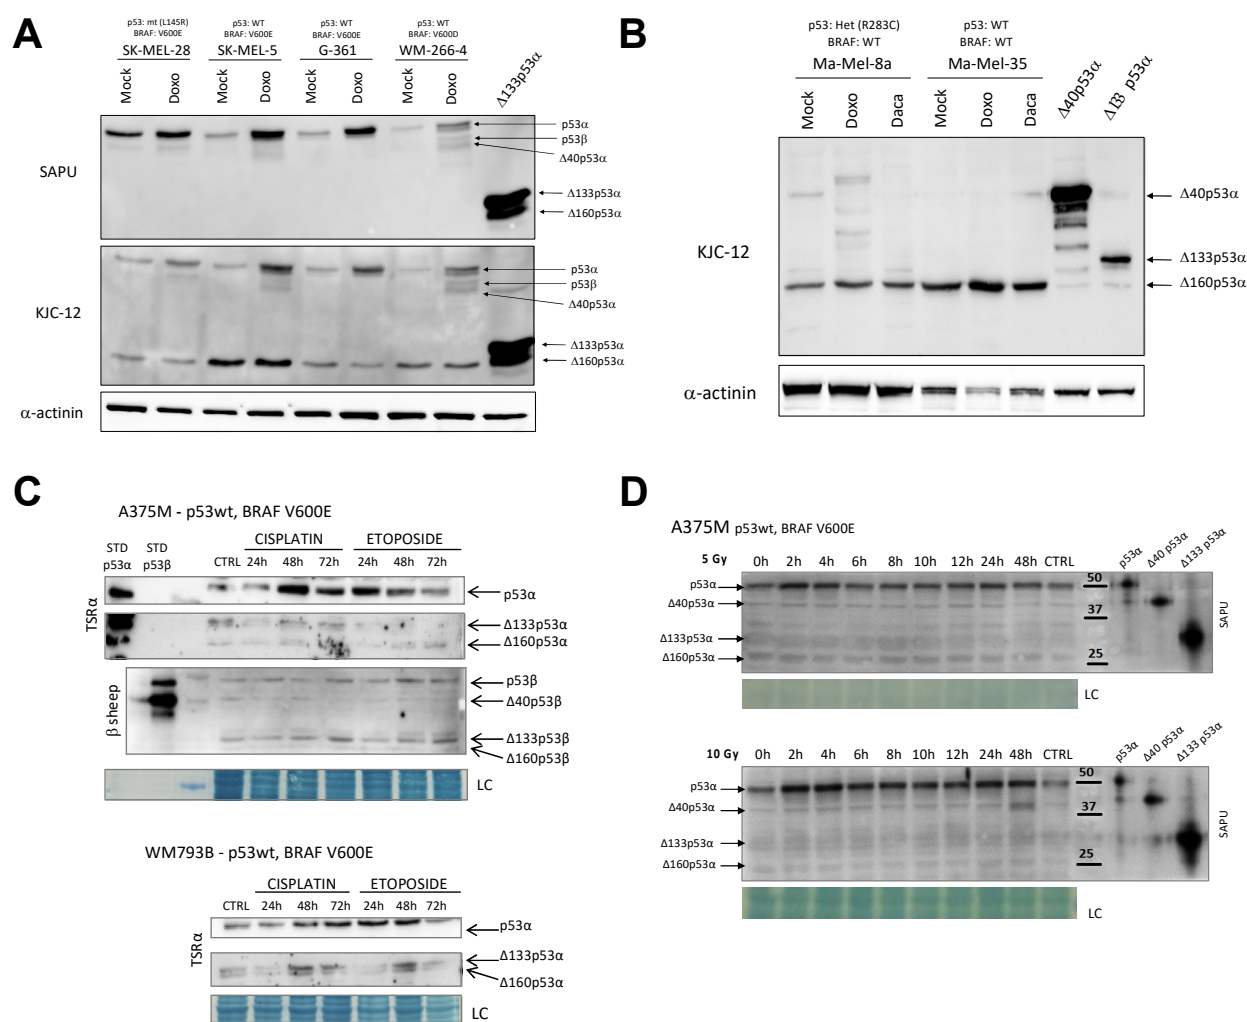 A
p53: mt (L145R)
BRAF: V600E
SK-MEL-28
p53: WT
BRAF: V600E
SK-MEL-5
p53: WT
BRAF: V600E
G-361
p53: WT
BRAF: V600D
WM-266-4
Mock
Doxo
Mock
Doxo
Mock
Doxo
Mock
Doxo
Δ133p53α
SAPU
p53α
p53β
Δ40p53α
Δ133p53α
Δ160p53α
KJC-12
p53α
p53β
Δ40p53α
Δ133p53α
Δ160p53α
α-actinin
B
p53: Het (R283C)
BRAF: WT
Ma-Mel-8a
p53: WT
BRAF: WT
Ma-Mel-35
Mock
Doxo
Daca
Mock
Doxo
Daca
Δ40p53α
Δ133 p53α
KJC-12
Δ40p53α
Δ133p53α
Δ160p53α
α-actinin
C
A375M - p53wt, BRAF V600E
STD p53α
STD p53β
CISPLATIN
ETOPOSIDE
CTRL 24h 48h 72h 24h 48h 72h
TSRα
p53α
Δ133p53α
Δ160p53α
β sheep
p53β
Δ40p53β
Δ133p53β
Δ160p53β
LC
WM793B - p53wt, BRAF V600E
CISPLATIN
ETOPOSIDE
CTRL 24h 48h 72h 24h 48h 72h
TSRα
p53α
Δ133p53α
Δ160p53α
LC
D
A375M p53wt, BRAF V600E
5 Gy 0h 2h 4h 6h 8h 10h 12h 24h 48h CTRL
p53α
Δ40 p53α
Δ133 p53α
p53α
Δ40p53α
Δ133p53α
Δ160p53α
50
37
25
SAPU
LC
10 Gy 0h 2h 4h 6h 8h 10h 12h 24h 48h CTRL
p53α
Δ40 p53α
Δ133 p53α
p53α
Δ40p53α
Δ133p53α
Δ160p53α
50
37
25
SAPU
LC